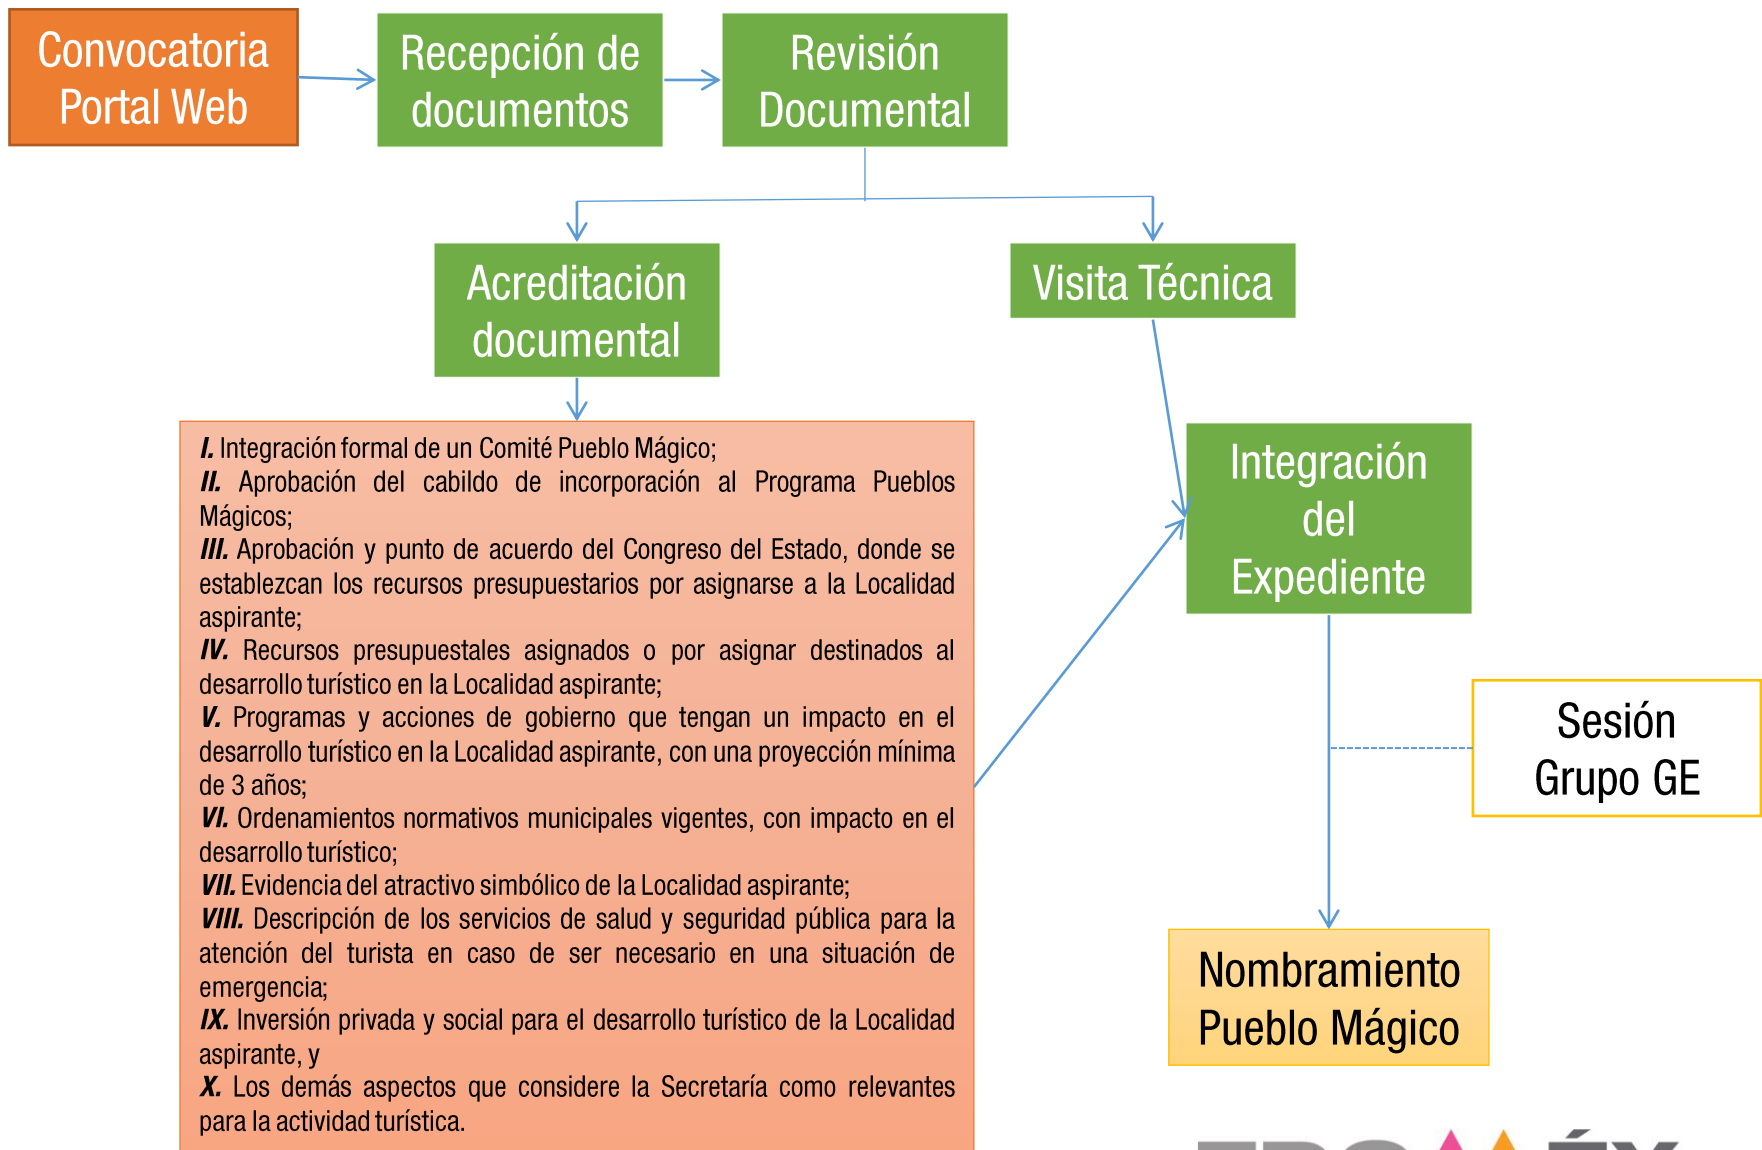 Convocatoria
Portal Web
Recepción de
documentos
Revisión
Documental
Acreditación
documental
Visita Técnica
I. Integración formal de un Comité Pueblo Mágico;
II. Aprobación del cabildo de incorporación al Programa Pueblos
Mágicos;
III. Aprobación y punto de acuerdo del Congreso del Estado, donde se
establezcan los recursos presupuestarios por asignarse a la Localidad
aspirante;
IV. Recursos presupuestales asignados o por asignar destinados al
desarrollo turístico en la Localidad aspirante;
V. Programas y acciones de gobierno que tengan un impacto en el
desarrollo turístico en la Localidad aspirante, con una proyección mínima
de 3 años;
VI. Ordenamientos normativos municipales vigentes, con impacto en el
desarrollo turístico;
VII. Evidencia del atractivo simbólico de la Localidad aspirante;
VIII. Descripción de los servicios de salud y seguridad pública para la
atención del turista en caso de ser necesario en una situación de
emergencia;
IX. Inversión privada y social para el desarrollo turístico de la Localidad
aspirante, y
X. Los demás aspectos que considere la Secretaría como relevantes
para la actividad turística.
Integración
del
Expediente
Sesión
Grupo GE
Nombramiento
Pueblo Mágico